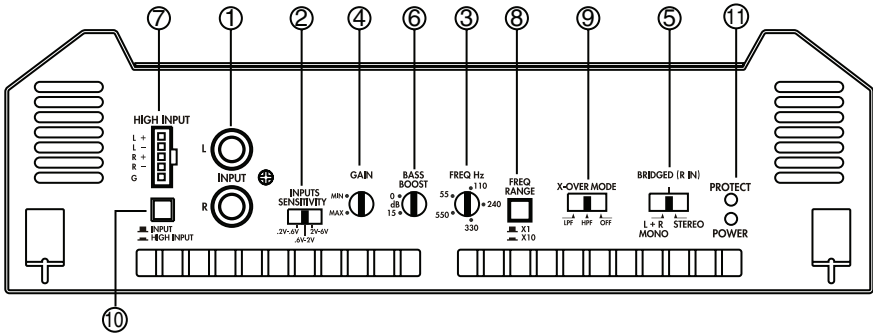 ⑦ ① ② ④ ⑥ ③ ⑧ ⑨ ⑤ ⑪
HIGH INPUT
L +
L −
R +
R −
G
L
INPUT
R
INPUT
HIGH INPUT
⑩
INPUTS
SENSITIVITY
.2V-.6V 2V-6V
.6V-2V
GAIN
MIN
MAX
BASS
BOOST
0
dB
15
FREQ Hz
110
55
240
550
330
FREQ
RANGE
X1
X10
X-OVER MODE
LPF HPF OFF
BRIDGED (R IN)
L + R STEREO
MONO
PROTECT
POWER